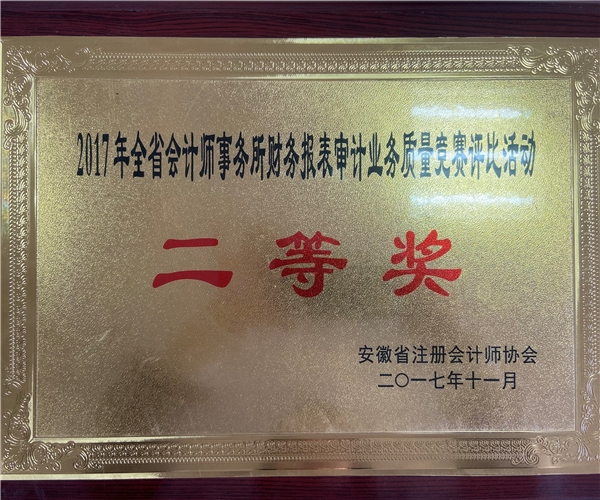 2017年全省会计师事务所财务报表审计业务质量竞赛评比活动
二等奖
安徽省注册会计师协会
二〇一七年十一月